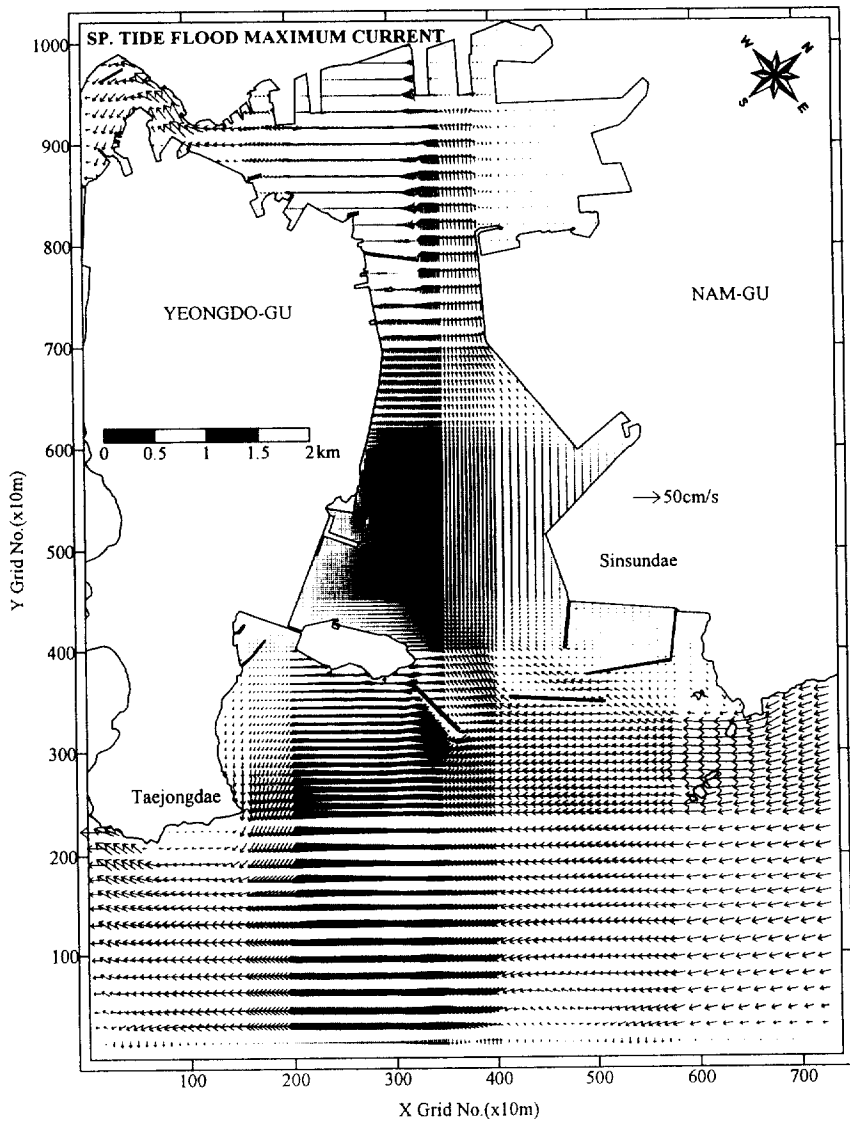 SP. TIDE FLOOD MAXIMUM CURRENT
W N
S E
1000
900
800
700
600
500
400
300
200
100
Y Grid No.(x10m)
YEONGDO-GU
NAM-GU
0 0.5 1 1.5 2km
50cm/s
Sinsundae
Taejongdae
100 200 300 400 500 600 700
X Grid No.(x10m)